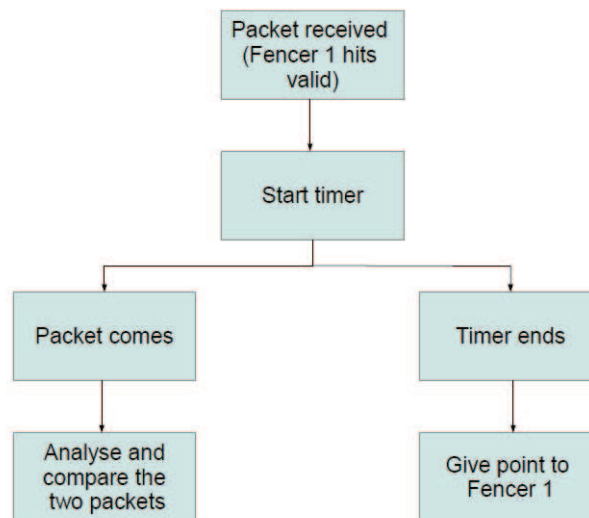 Packet received
(Fencer 1 hits
valid)
Start timer
Packet comes
Timer ends
Analyse and
compare the
two packets
Give point to
Fencer 1